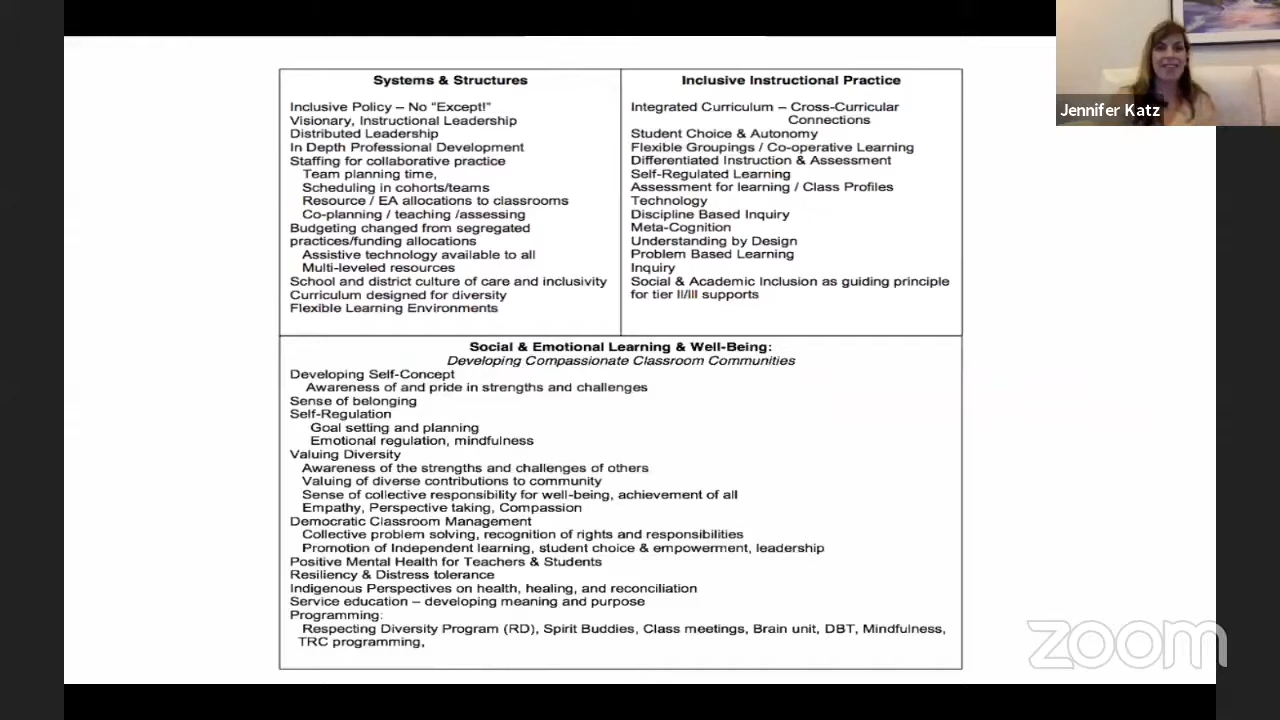 Systems & Structures
Inclusive Policy – No "Except!"
Visionary, Instructional Leadership
Distributed Leadership
In Depth Professional Development
Staffing for collaborative practice
Team planning time,
Scheduling in cohorts/teams
Resource / EA allocations to classrooms
Co-planning / teaching /assessing
Budgeting changed from segregated
practices/funding allocations
Assistive technology available to all
Multi-leveled resources
School and district culture of care and inclusivity
Curriculum designed for diversity
Flexible Learning Environments
Inclusive Instructional Practice
Integrated Curriculum – Cross-Curricular
Connections
Student Choice & Autonomy
Flexible Groupings / Co-operative Learning
Differentiated Instruction & Assessment
Self-Regulated Learning
Assessment for learning / Class Profiles
Technology
Discipline Based Inquiry
Meta-Cognition
Understanding by Design
Problem Based Learning
Inquiry
Social & Academic Inclusion as guiding principle
for tier II/III supports
Social & Emotional Learning & Well-Being:
Developing Compassionate Classroom Communities
Developing Self-Concept
Awareness of and pride in strengths and challenges
Sense of belonging
Self-Regulation
Goal setting and planning
Emotional regulation, mindfulness
Valuing Diversity
Awareness of the strengths and challenges of others
Valuing of diverse contributions to community
Sense of collective responsibility for well-being, achievement of all
Empathy, Perspective taking, Compassion
Democratic Classroom Management
Collective problem solving, recognition of rights and responsibilities
Promotion of Independent learning, student choice & empowerment, leadership
Positive Mental Health for Teachers & Students
Resiliency & Distress tolerance
Indigenous Perspectives on health, healing, and reconciliation
Service education – developing meaning and purpose
Programming:
Respecting Diversity Program (RD), Spirit Buddies, Class meetings, Brain unit, DBT, Mindfulness,
TRC programming,
Jennifer Katz
zoom